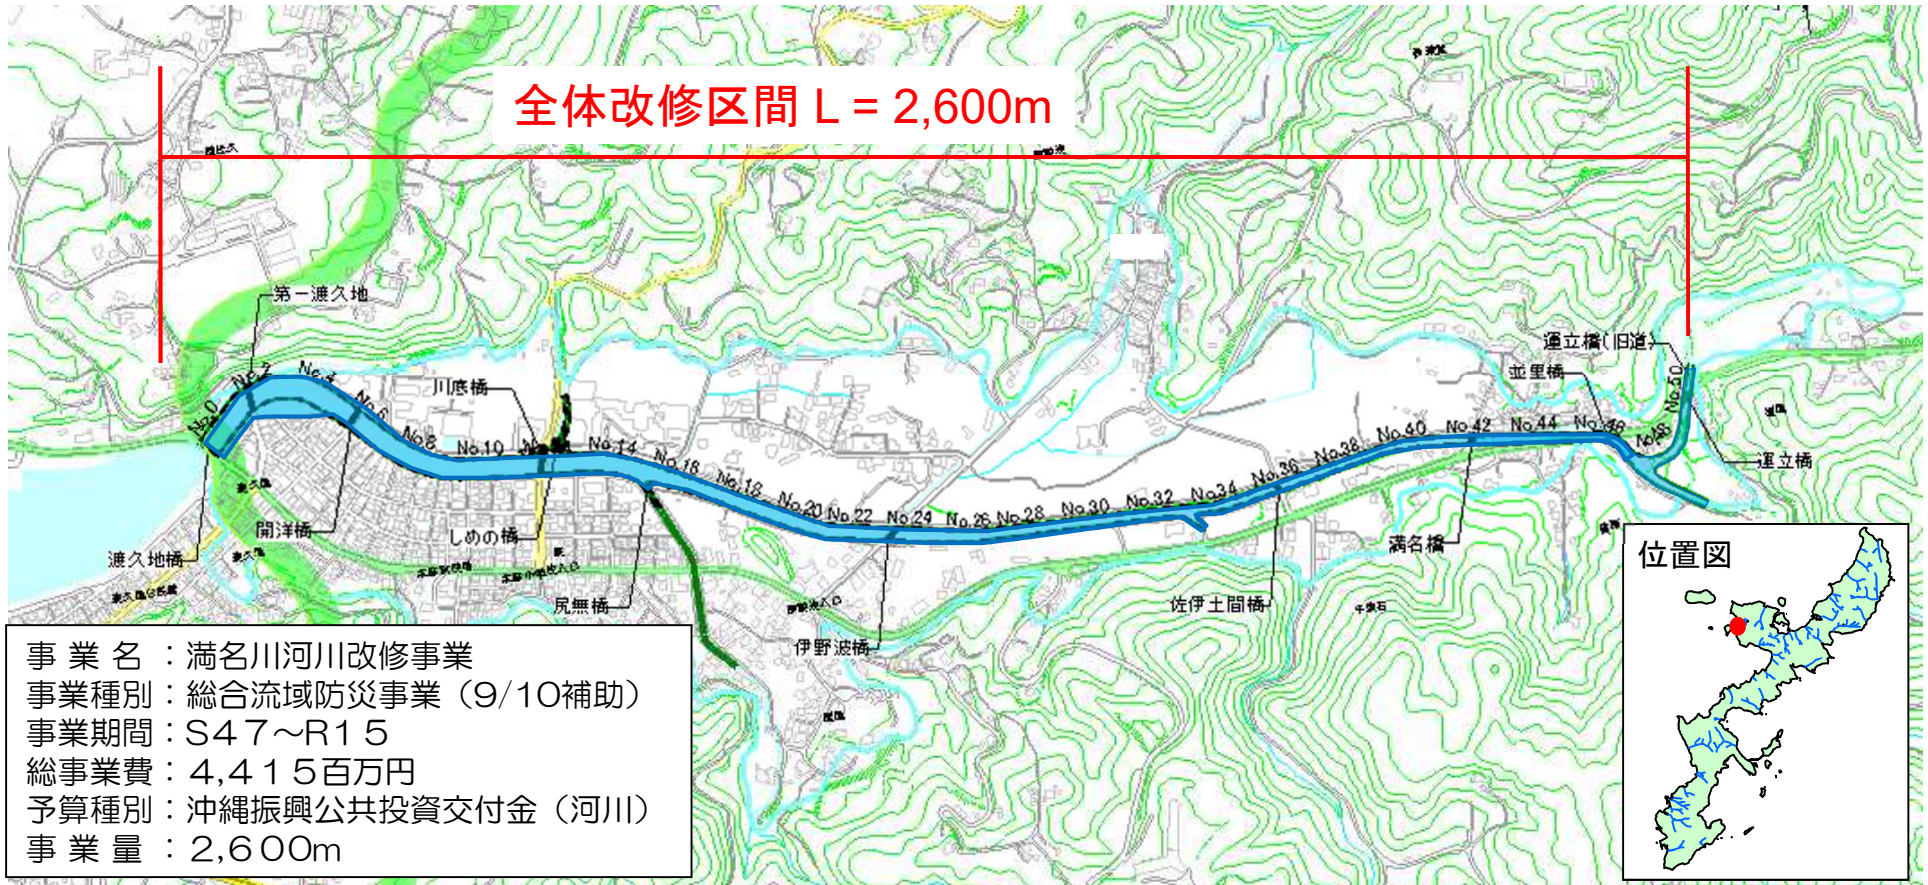 全体改修区間 L = 2,600m
第一渡久地
運立橋(旧道)
川底橋
並里橋
No.0
No.2
No.4
No.6
No.8
No.10
No.14
No.18
No.20
No.22
No.24
No.26
No.28
No.30
No.32
No.34
No.36
No.38
No.40
No.42
No.44
No.50
運立橋
渡久地橋
開洋橋
しめの橋
尻無橋
伊野波橋
佐伊土間橋
満名橋
位置図
事 業 名 ：満名川河川改修事業
事業種別：総合流域防災事業（9/10補助）
事業期間：S47～R15
総事業費：4,415百万円
予算種別：沖縄振興公共投資交付金（河川）
事 業 量 ：2,600m